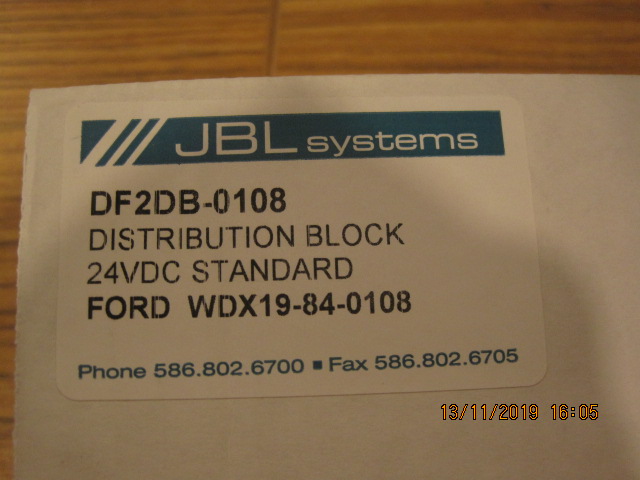 JBL systems
DF2DB-0108
DISTRIBUTION BLOCK
24VDC STANDARD
FORD WDX19-84-0108
Phone 586.802.6700 ▪ Fax 586.802.6705
13/11/2019 16:05